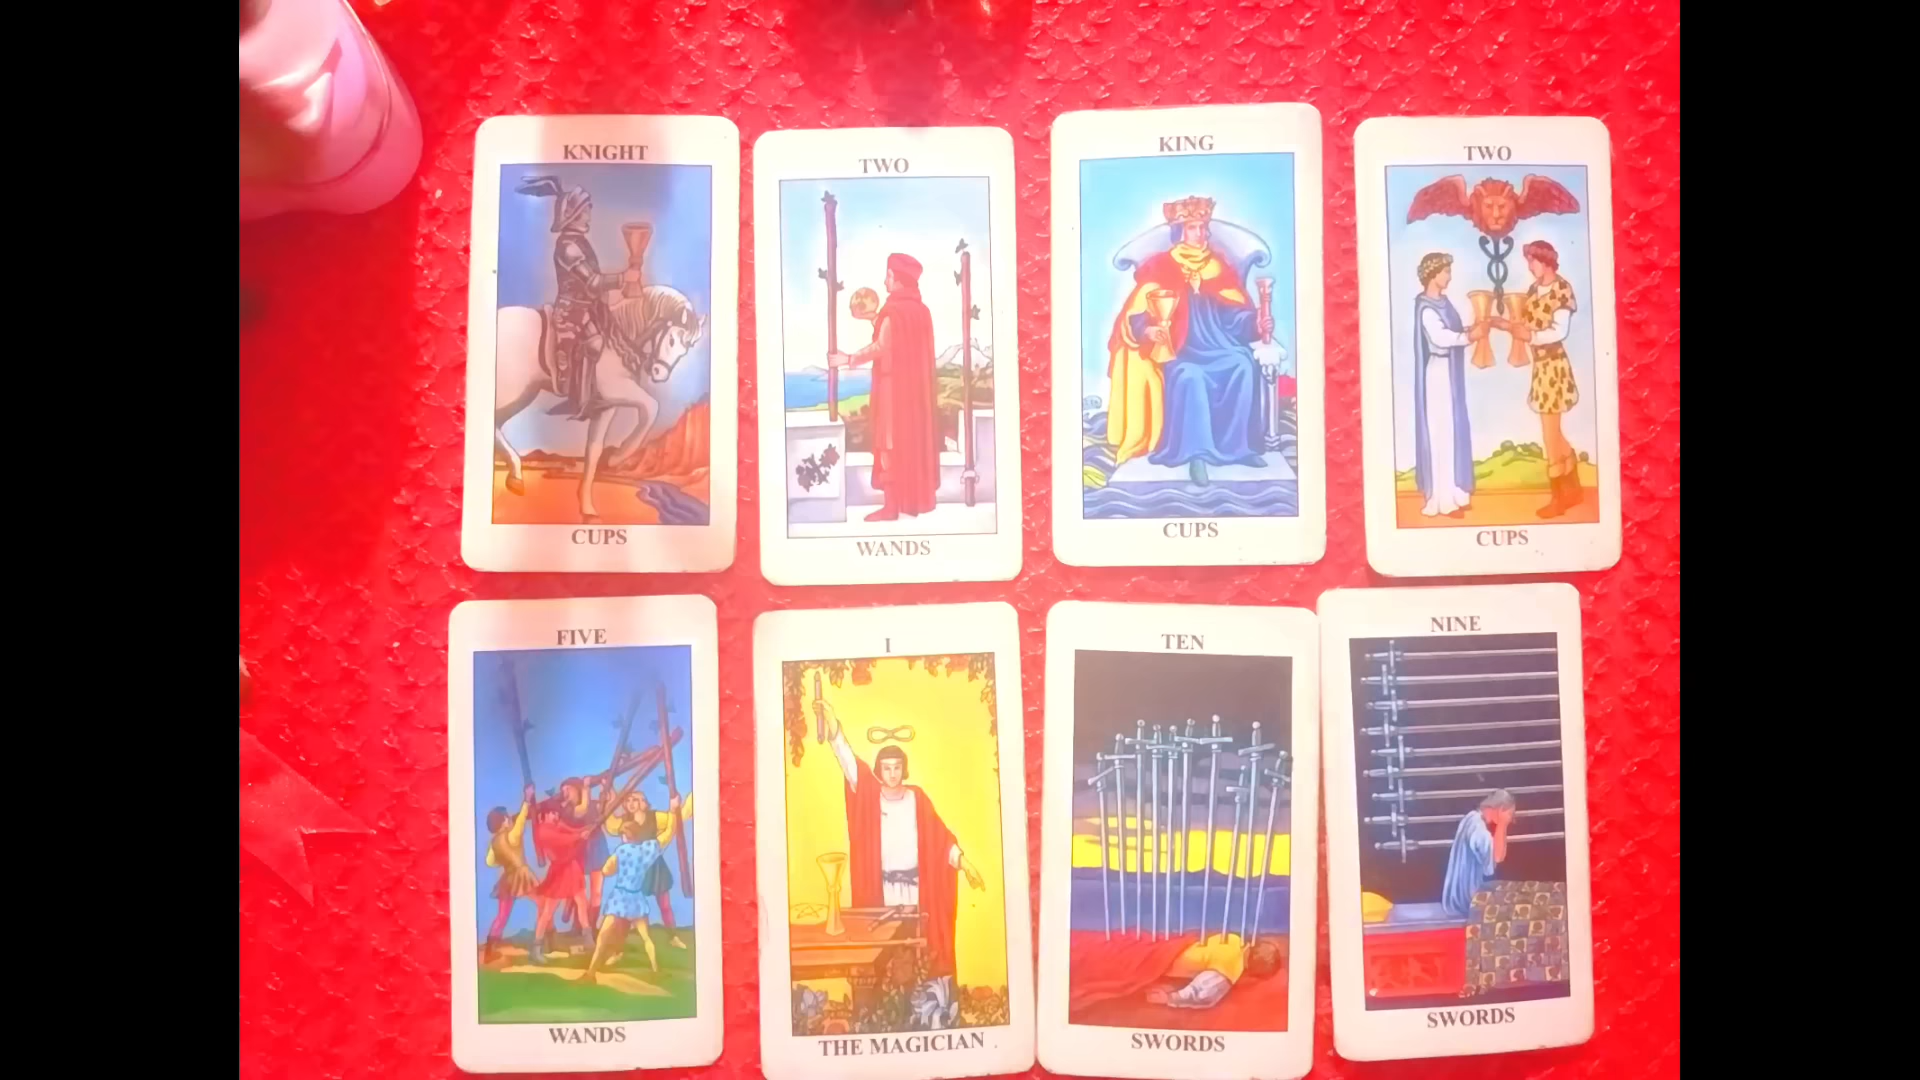 KNIGHT
CUPS
TWO
WANDS
KING
CUPS
TWO
CUPS
FIVE
WANDS
I
THE MAGICIAN
TEN
SWORDS
NINE
SWORDS